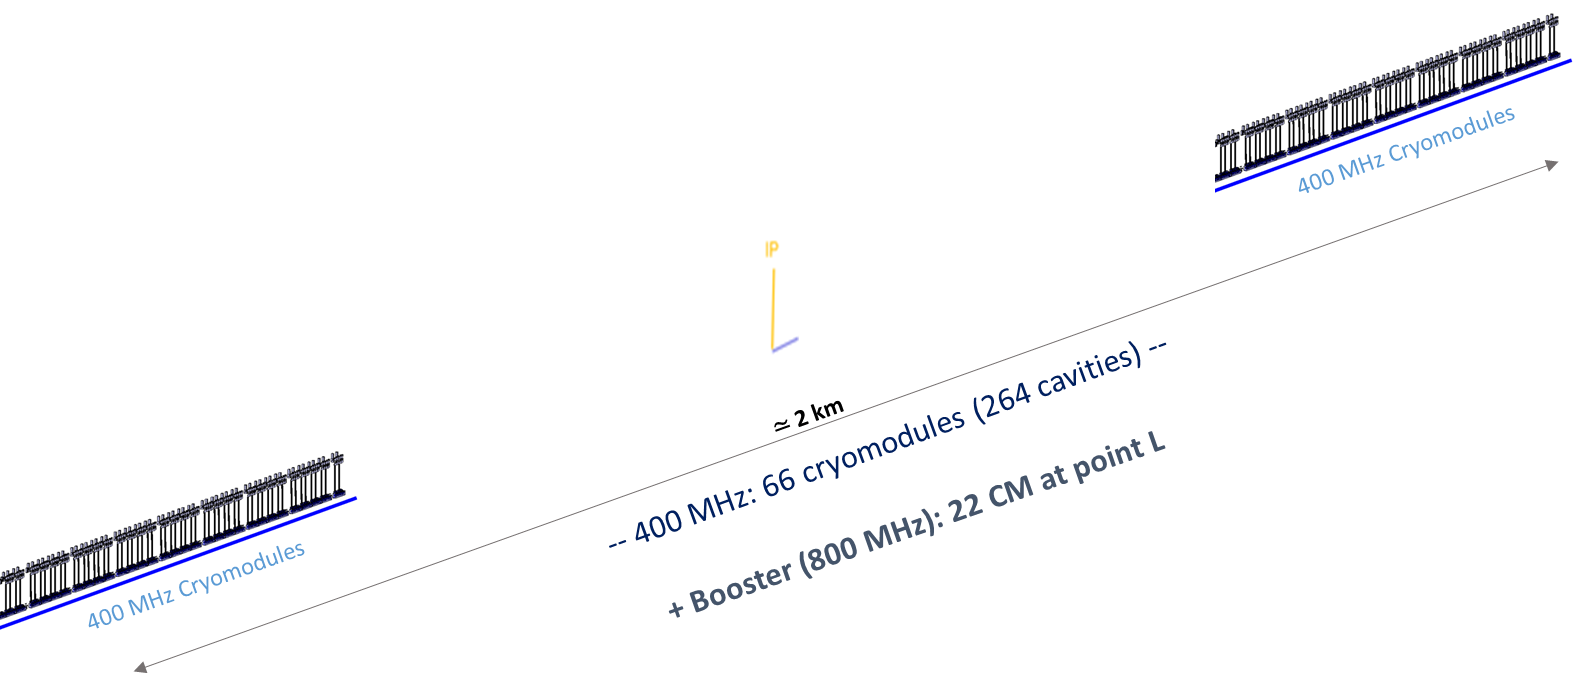 400 MHz Cryomodules
IP
≃ 2 km
-- 400 MHz: 66 cryomodules (264 cavities) --
+ Booster (800 MHz): 22 CM at point L
400 MHz Cryomodules